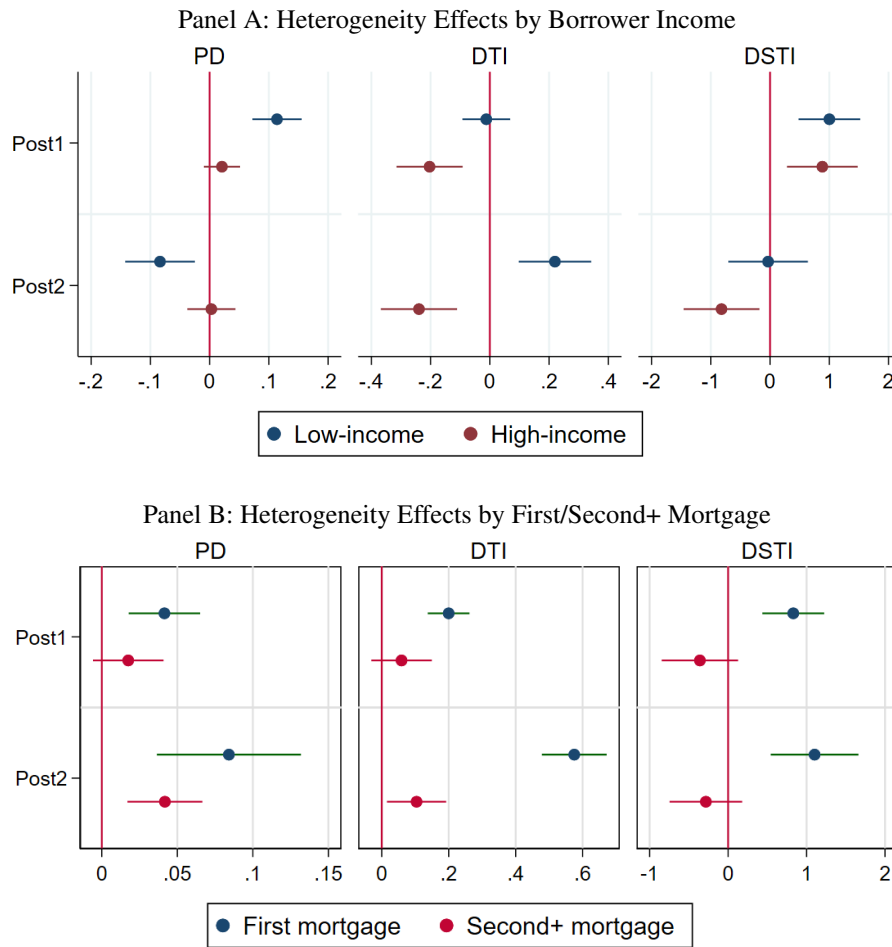 Panel A: Heterogeneity Effects by Borrower Income
PD DTI DSTI
Post1
Post2
-.2 -.1 0 .1 .2 -.4 -.2 0 .2 .4 -2 -1 0 1 2
Low-income High-income
Panel B: Heterogeneity Effects by First/Second+ Mortgage
PD DTI DSTI
Post1
Post2
0 .05 .1 .15 0 .2 .4 .6 -1 0 1 2
First mortgage Second+ mortgage